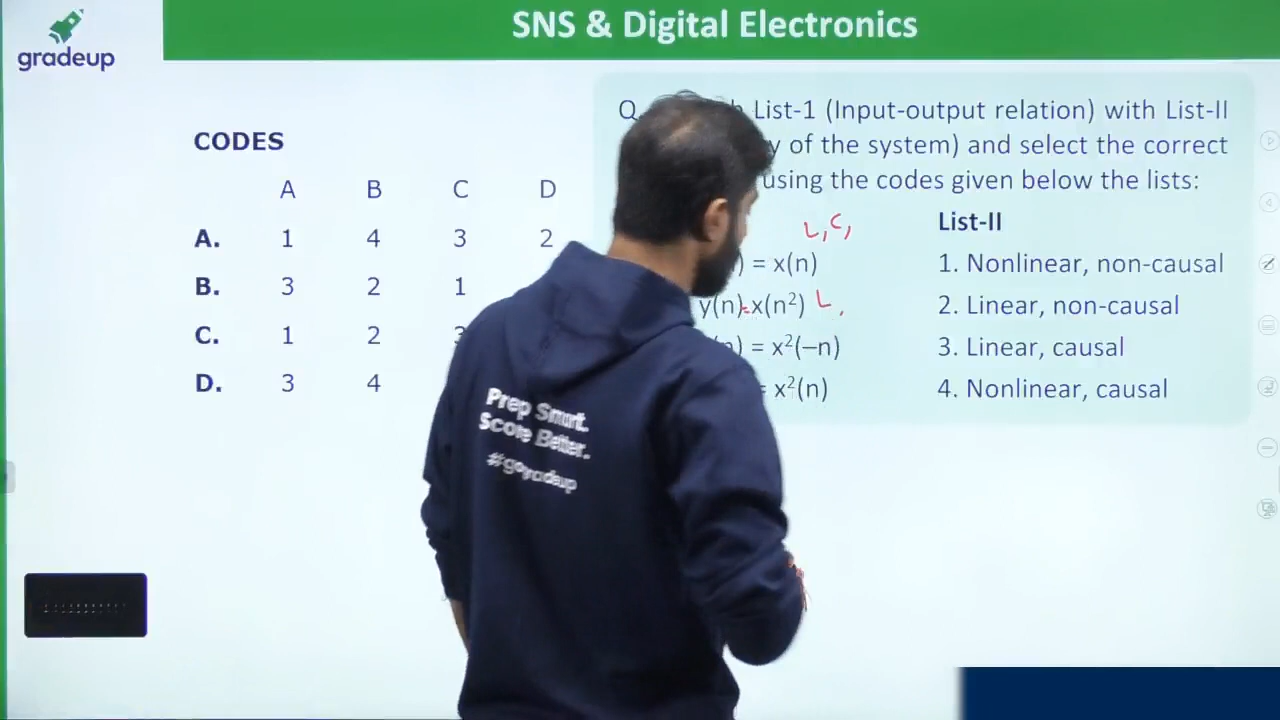 SNS & Digital Electronics
gradeup
CODES
A B C D
A. 1 4 3 2
B. 3 2 1
C. 1 2 3
D. 3 4
Q. List-1 (Input-output relation) with List-II
of the system) and select the correct
using the codes given below the lists:
L, C,
List-II
= x(n)
1. Nonlinear, non-causal
y(n)=x(n²) L,
2. Linear, non-causal
= x²(–n)
3. Linear, causal
= x²(n)
4. Nonlinear, causal
Prep Smart.
Score Better.
#gogradeup